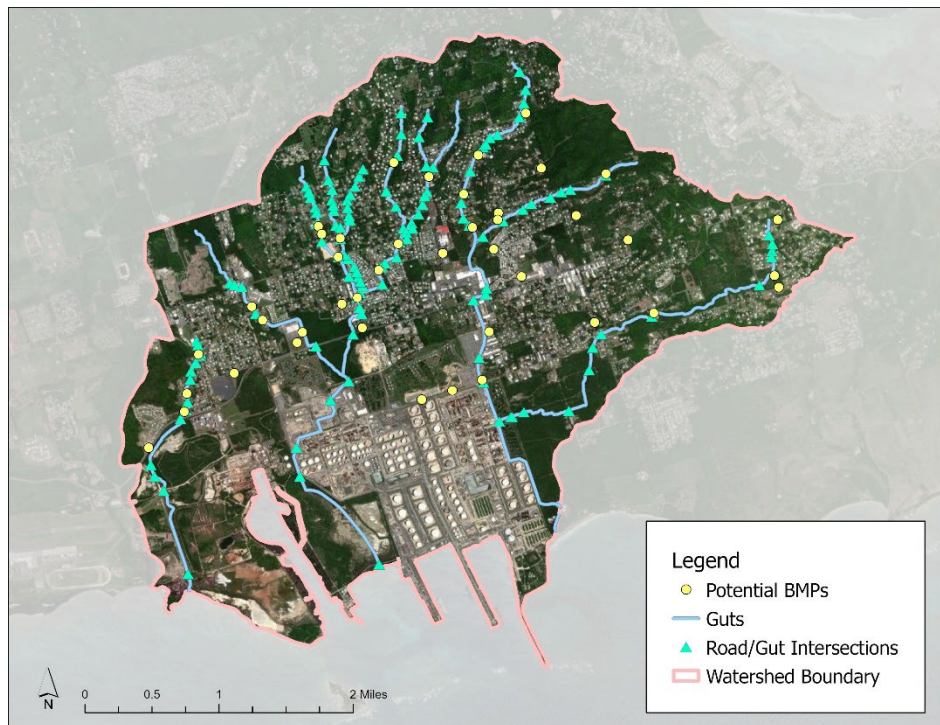 Legend
Potential BMPs
Guts
Road/Gut Intersections
Watershed Boundary
N
0 0.5 1 2 Miles